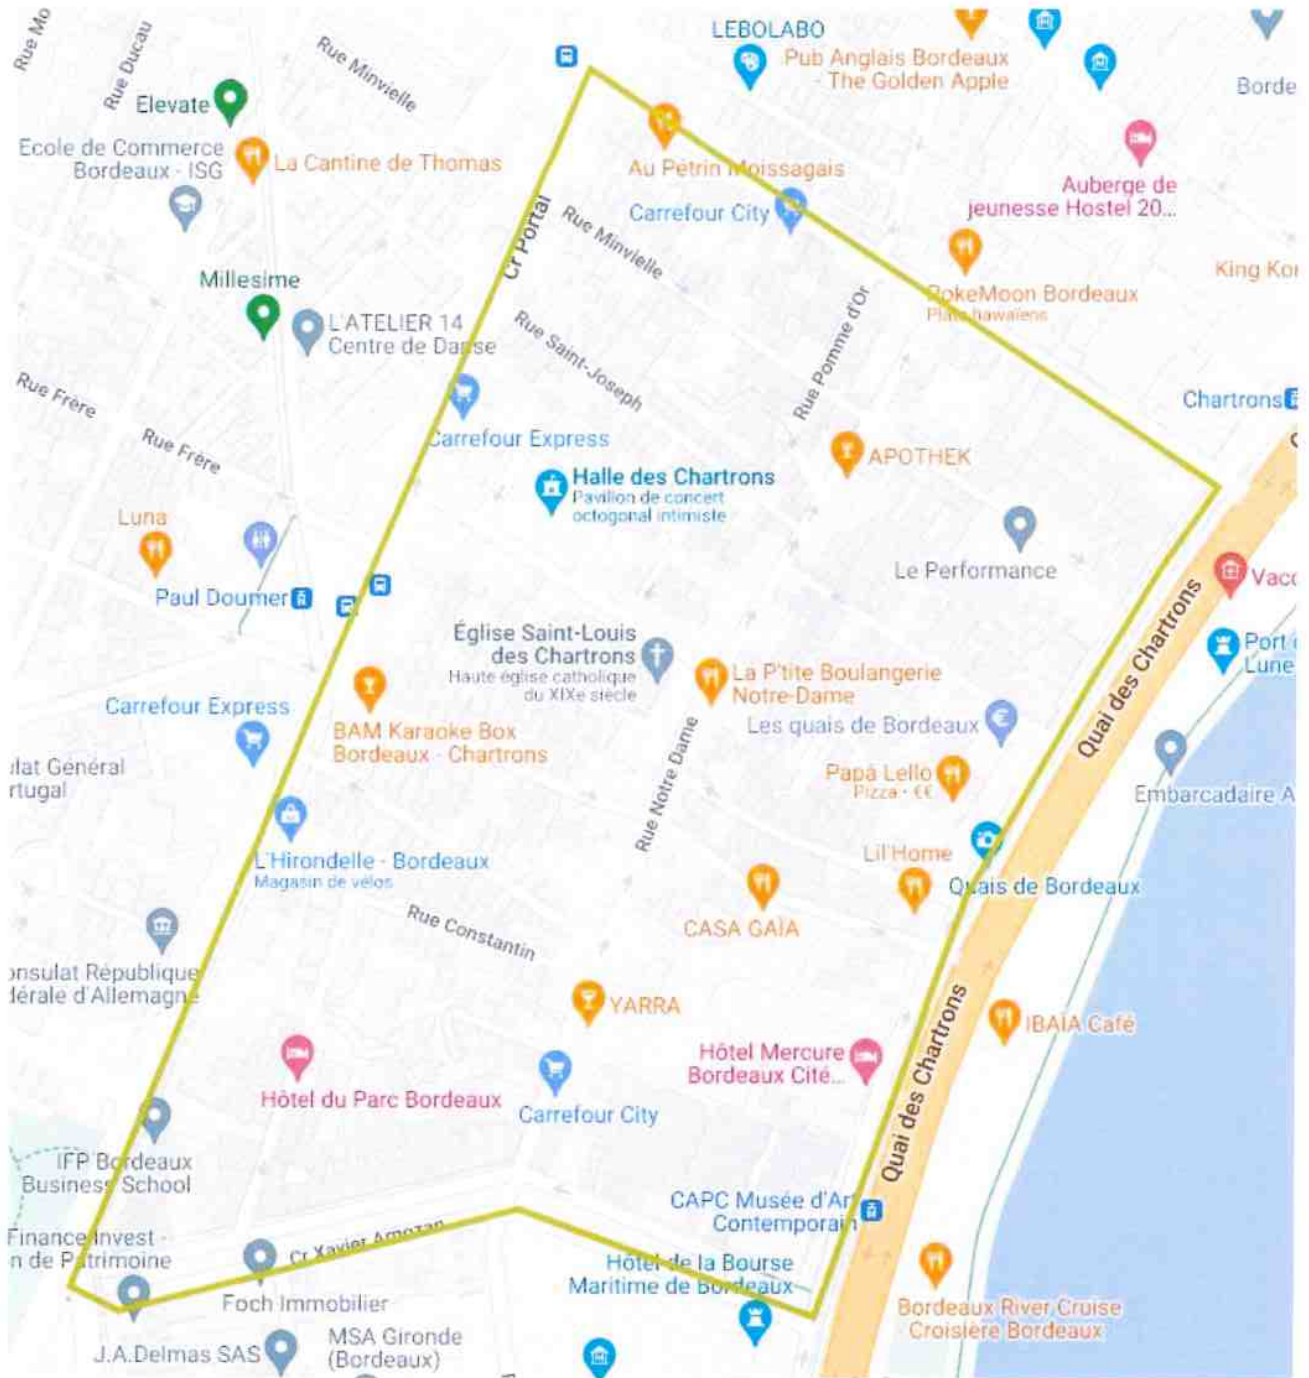 Rue Mo
Rue Ducau
Rue Minvielle
LEBOLABO
Pub Anglais Bordeaux
- The Golden Apple
Borde
Elevate
Ecole de Commerce
Bordeaux - ISG
La Cantine de Thomas
Au Pétrin Moissagais
Carrefour City
Auberge de
jeunesse Hostel 20...
Cr Portal
Rue Minvielle
King Kon
Millesime
L'ATELIER 14
Centre de Danse
PokeMoon Bordeaux
Plats hawaïens
Rue Saint-Joseph
Rue Pomme d'Or
Rue Frère
Rue Frère
Chartrons
Carrefour Express
APOTHEK
Halle des Chartrons
Pavillon de concert
octogonal intimiste
Luna
Le Performance
Vacc
Paul Doumer
Église Saint-Louis
des Chartrons
Haute église catholique
du XIXe siècle
La P'tite Boulangerie
Notre-Dame
Port
Lune
Carrefour Express
BAM Karaoke Box
Bordeaux - Chartrons
Les quais de Bordeaux
Quai des Chartrons
ulat Général
rtugal
Rue Notre Dame
Papà Lello
Pizza · €€
Embarcadaire A
L'Hirondelle - Bordeaux
Magasin de vélos
Lil'Home
Quais de Bordeaux
CASA GAÏA
Rue Constantin
onsulat République
dérale d'Allemagne
YARRA
IBAÏA Café
Hôtel du Parc Bordeaux
Hôtel Mercure
Bordeaux Cité...
Carrefour City
Quai des Chartrons
IFP Bordeaux
Business School
CAPC Musée d'Art
Contemporain
Finance Invest -
n de Patrimoine
Cr Xavier Arnozan
Hôtel de la Bourse
Maritime de Bordeaux
Foch Immobilier
Bordeaux River Cruise
Croisière Bordeaux
J.A.Delmas SAS
MSA Gironde
(Bordeaux)